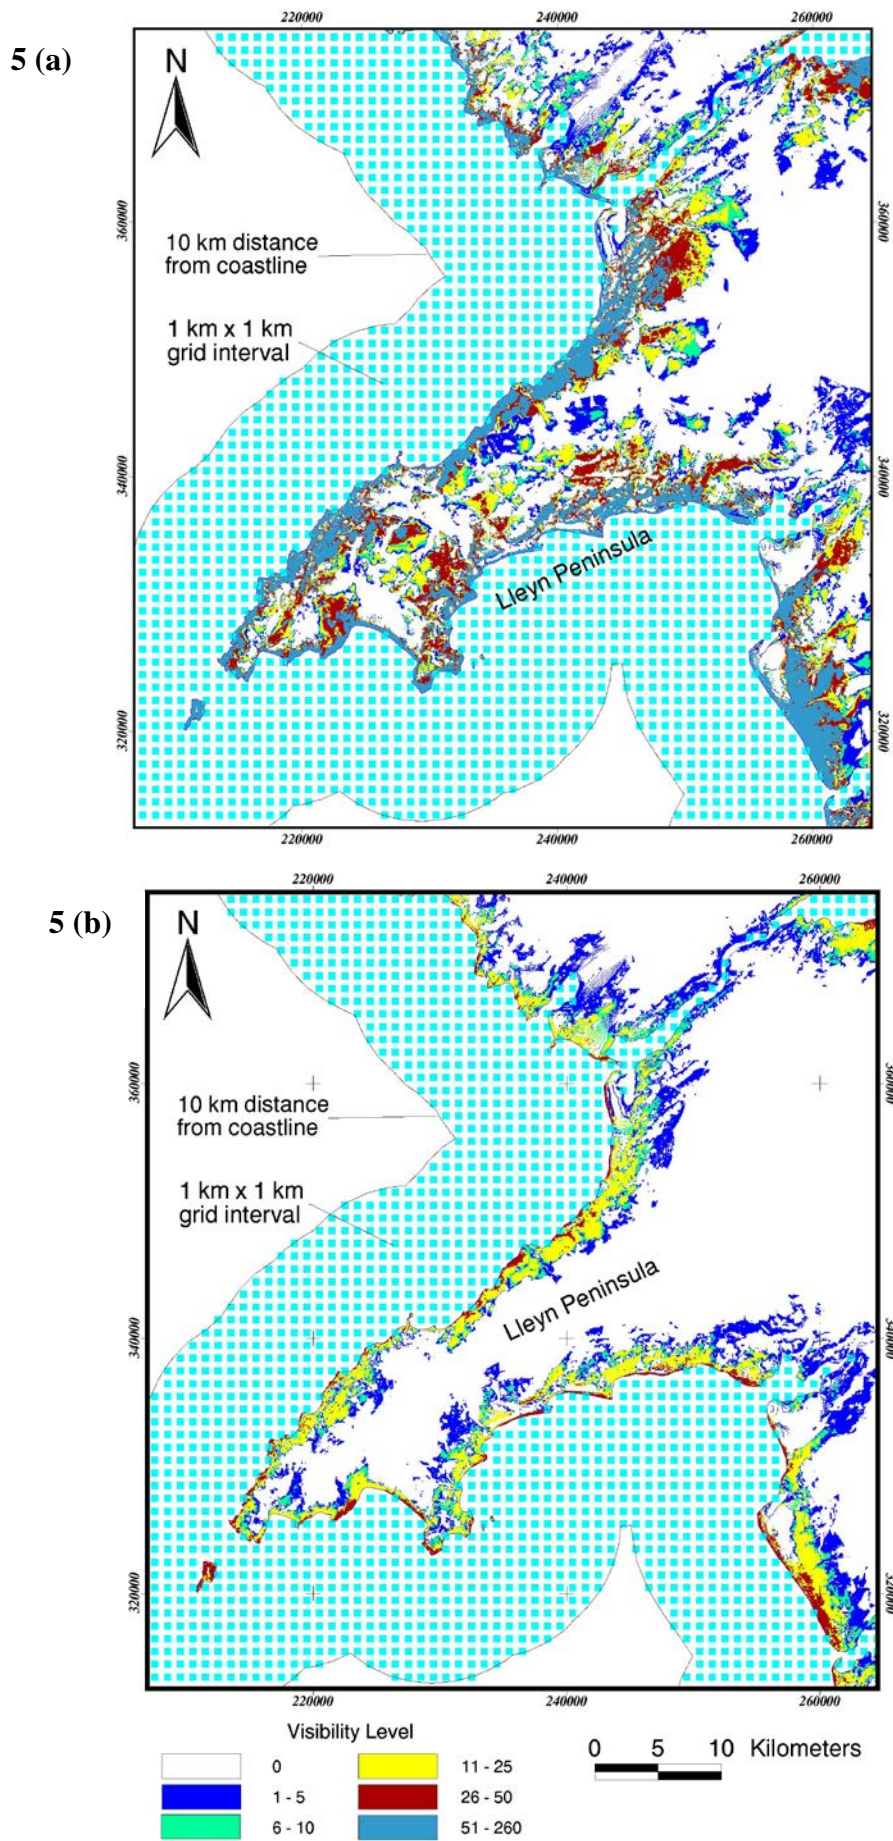 5 (a)
220000
240000
260000
N
360000
360000
10 km distance
from coastline
1 km x 1 km
grid interval
340000
340000
Lleyn Peninsula
320000
320000
220000
240000
260000
5 (b)
220000
240000
260000
N
360000
360000
10 km distance
from coastline
1 km x 1 km
grid interval
Lleyn Peninsula
340000
340000
320000
320000
220000
240000
260000
Visibility Level
0
1 - 5
6 - 10
11 - 25
26 - 50
51 - 260
0 5 10 Kilometers